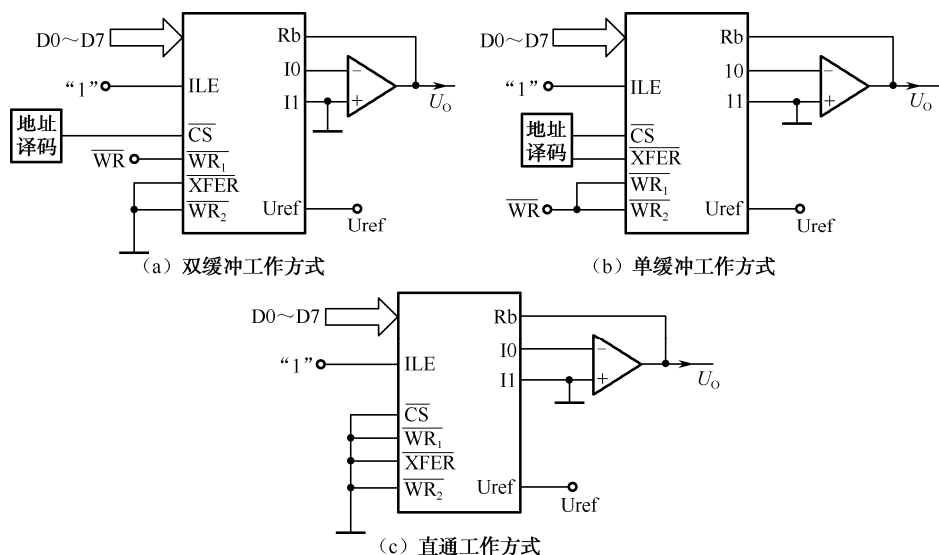 D0～D7
"1"
地址
译码
WR
ILE
CS
WR₁
XFER
WR₂
Rb
I0
I1
Uref
−
+
U_O
Uref
(a) 双缓冲工作方式
D0～D7
"1"
地址
译码
WR
ILE
CS
XFER
WR₁
WR₂
Rb
10
11
Uref
−
+
U_O
Uref
(b) 单缓冲工作方式
D0～D7
"1"
ILE
CS
WR₁
XFER
WR₂
Rb
I0
I1
Uref
−
+
U_O
Uref
(c) 直通工作方式